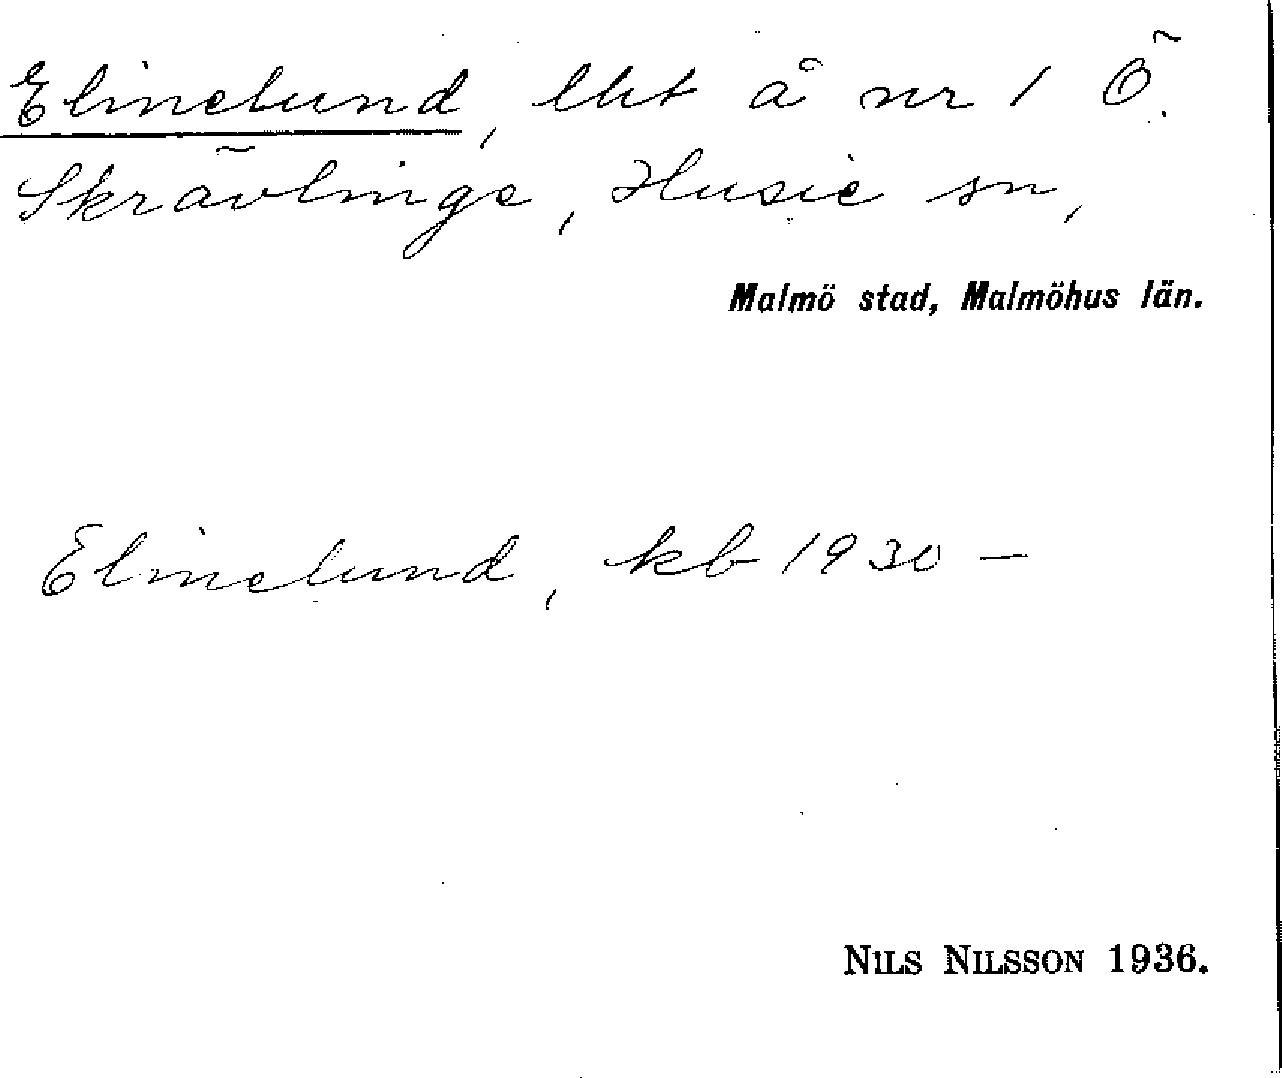 Elinelund, lht å nr 1 Ö.
Skrävlinge, Husie sn,
Malmö stad, Malmöhus län.
Elinelund, kb 1930 –
NILS NILSSON 1936.